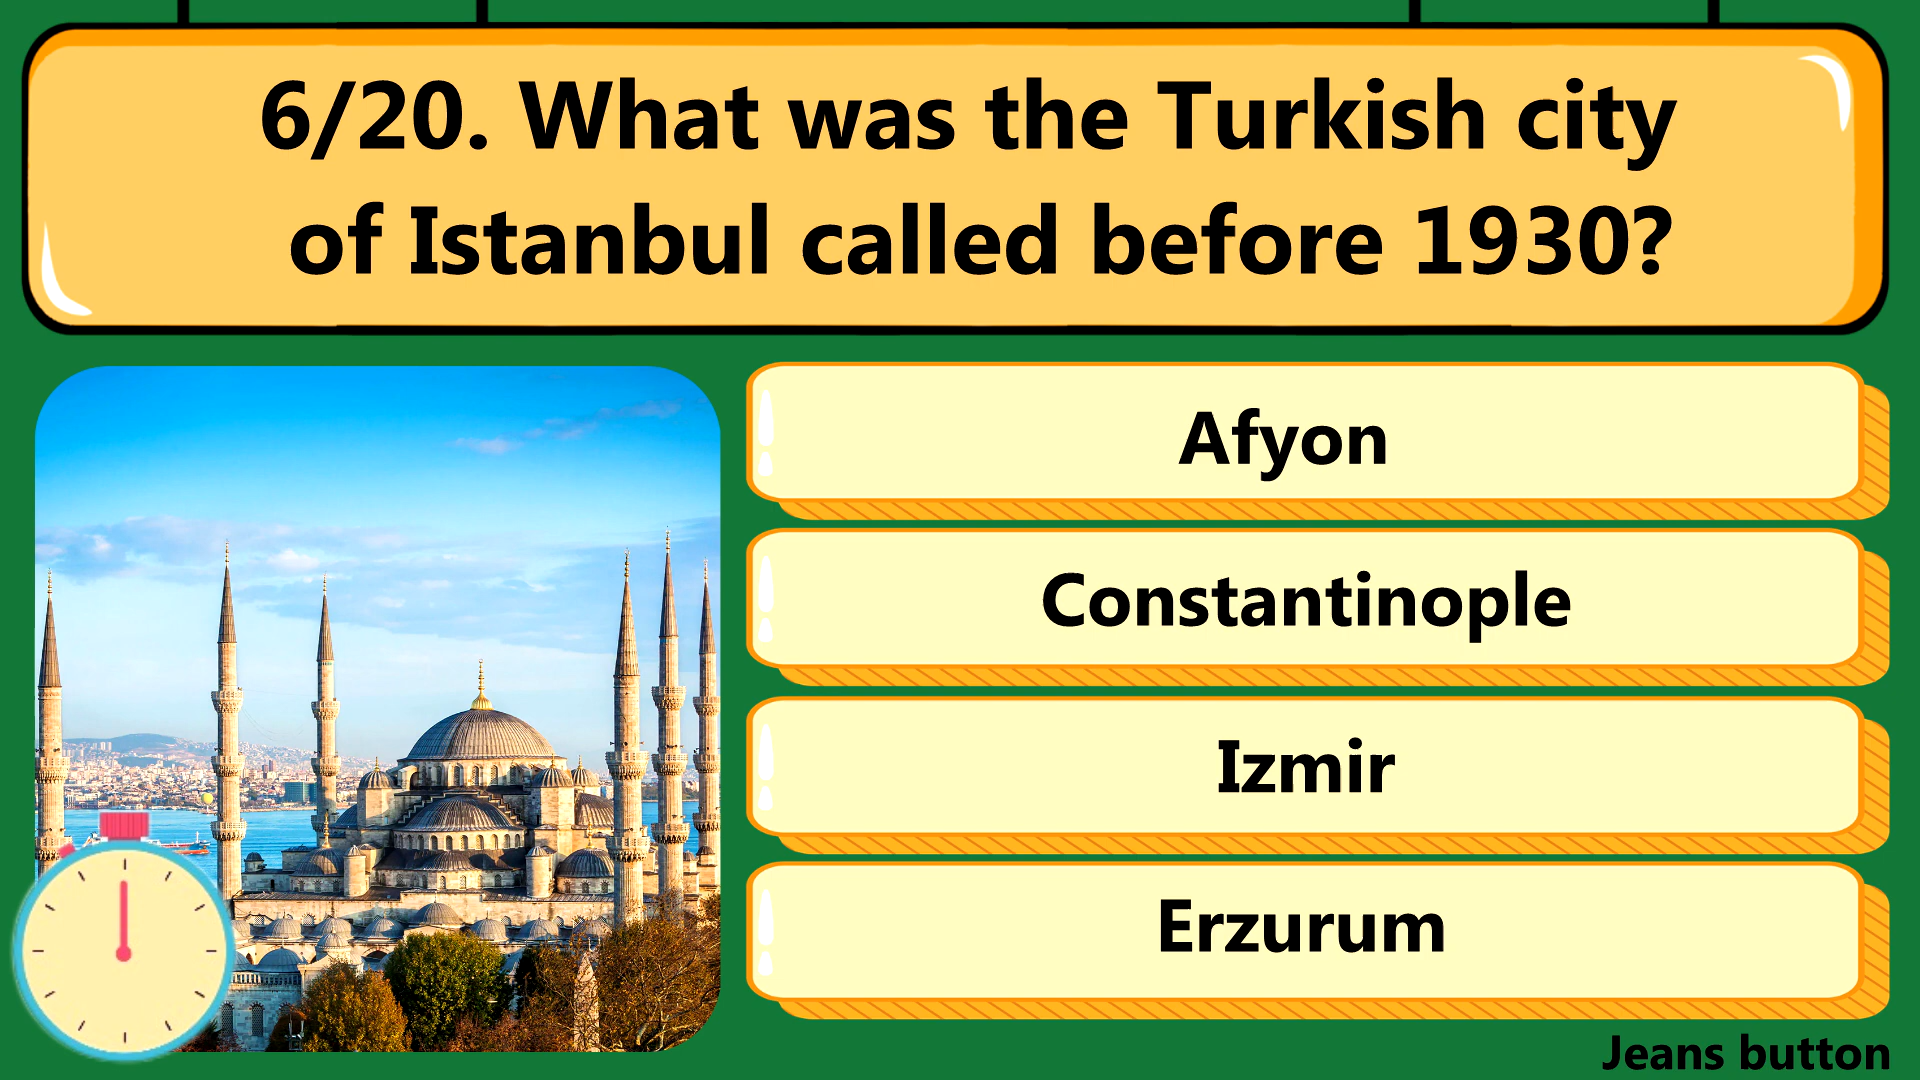 6/20. What was the Turkish city
of Istanbul called before 1930?
Afyon
Constantinople
Izmir
Erzurum
Jeans button